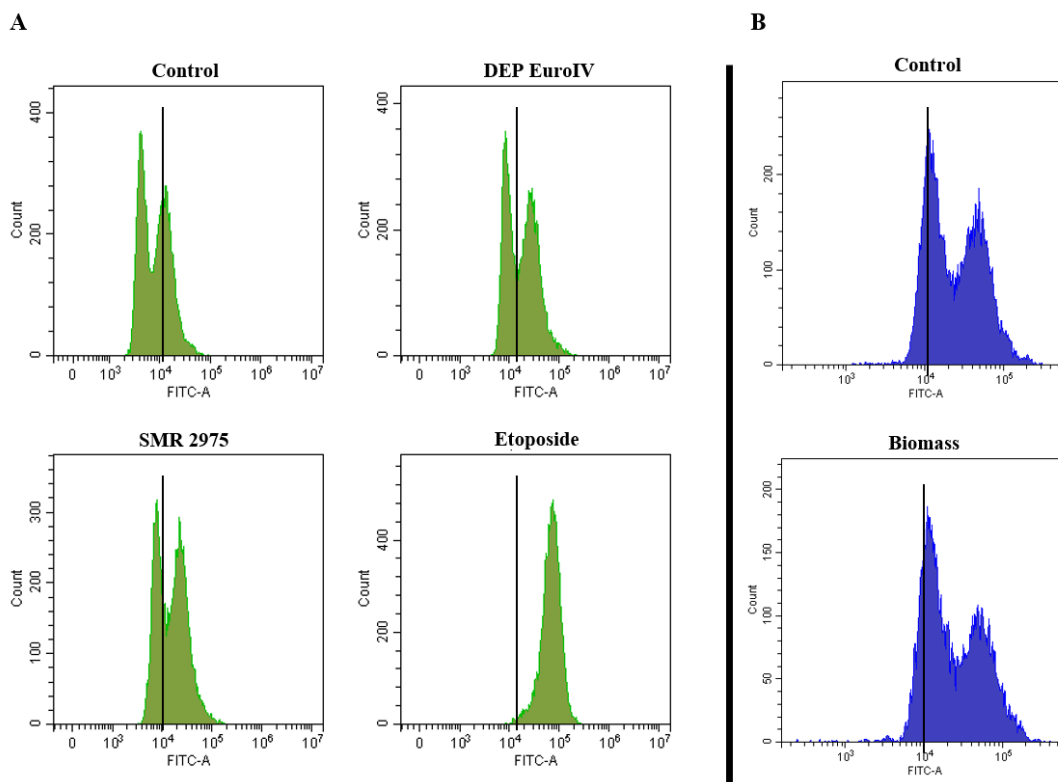 A
B
Control
400
200
0
Count
0 10³ 10⁴ 10⁵ 10⁶ 10⁷
FITC-A
DEP EuroIV
400
200
0
Count
0 10³ 10⁴ 10⁵ 10⁶ 10⁷
FITC-A
Control
200
100
0
Count
10³ 10⁴ 10⁵
FITC-A
SMR 2975
300
200
100
0
Count
0 10³ 10⁴ 10⁵ 10⁶ 10⁷
FITC-A
Etoposide
400
200
0
Count
0 10³ 10⁴ 10⁵ 10⁶ 10⁷
FITC-A
Biomass
200
150
100
50
0
Count
10³ 10⁴ 10⁵
FITC-A